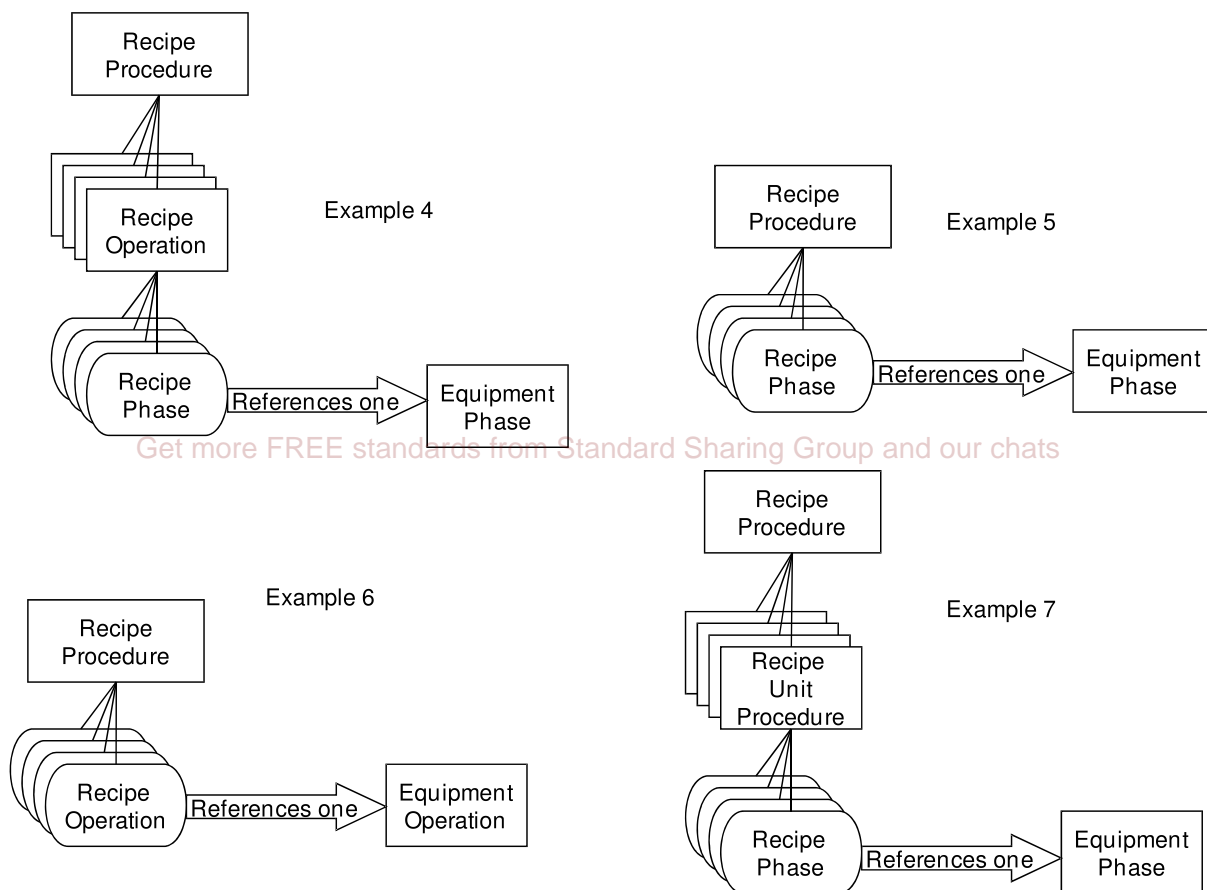 Recipe
Procedure
Recipe
Operation
Example 4
Recipe
Phase
References one
Equipment
Phase
Recipe
Procedure
Example 5
Recipe
Phase
References one
Equipment
Phase
Get more FREE standards from Standard Sharing Group and our chats
Example 6
Recipe
Procedure
Recipe
Operation
References one
Equipment
Operation
Recipe
Procedure
Example 7
Recipe
Unit
Procedure
Recipe
Phase
References one
Equipment
Phase